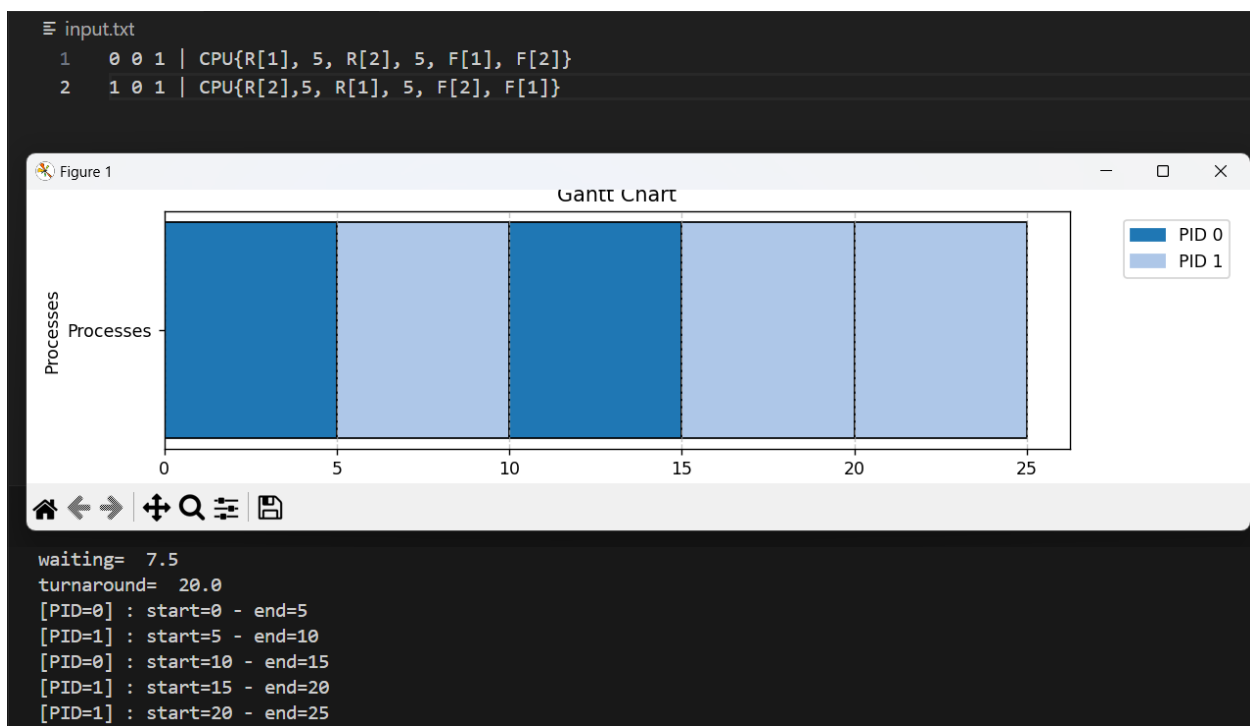 input.txt
1 0 0 1 | CPU{R[1], 5, R[2], 5, F[1], F[2]}
2 1 0 1 | CPU{R[2],5, R[1], 5, F[2], F[1]}
Figure 1
Gantt Chart
PID 0
PID 1
Processes
Processes
0 5 10 15 20 25
waiting=  7.5
turnaround=  20.0
[PID=0] : start=0 - end=5
[PID=1] : start=5 - end=10
[PID=0] : start=10 - end=15
[PID=1] : start=15 - end=20
[PID=1] : start=20 - end=25